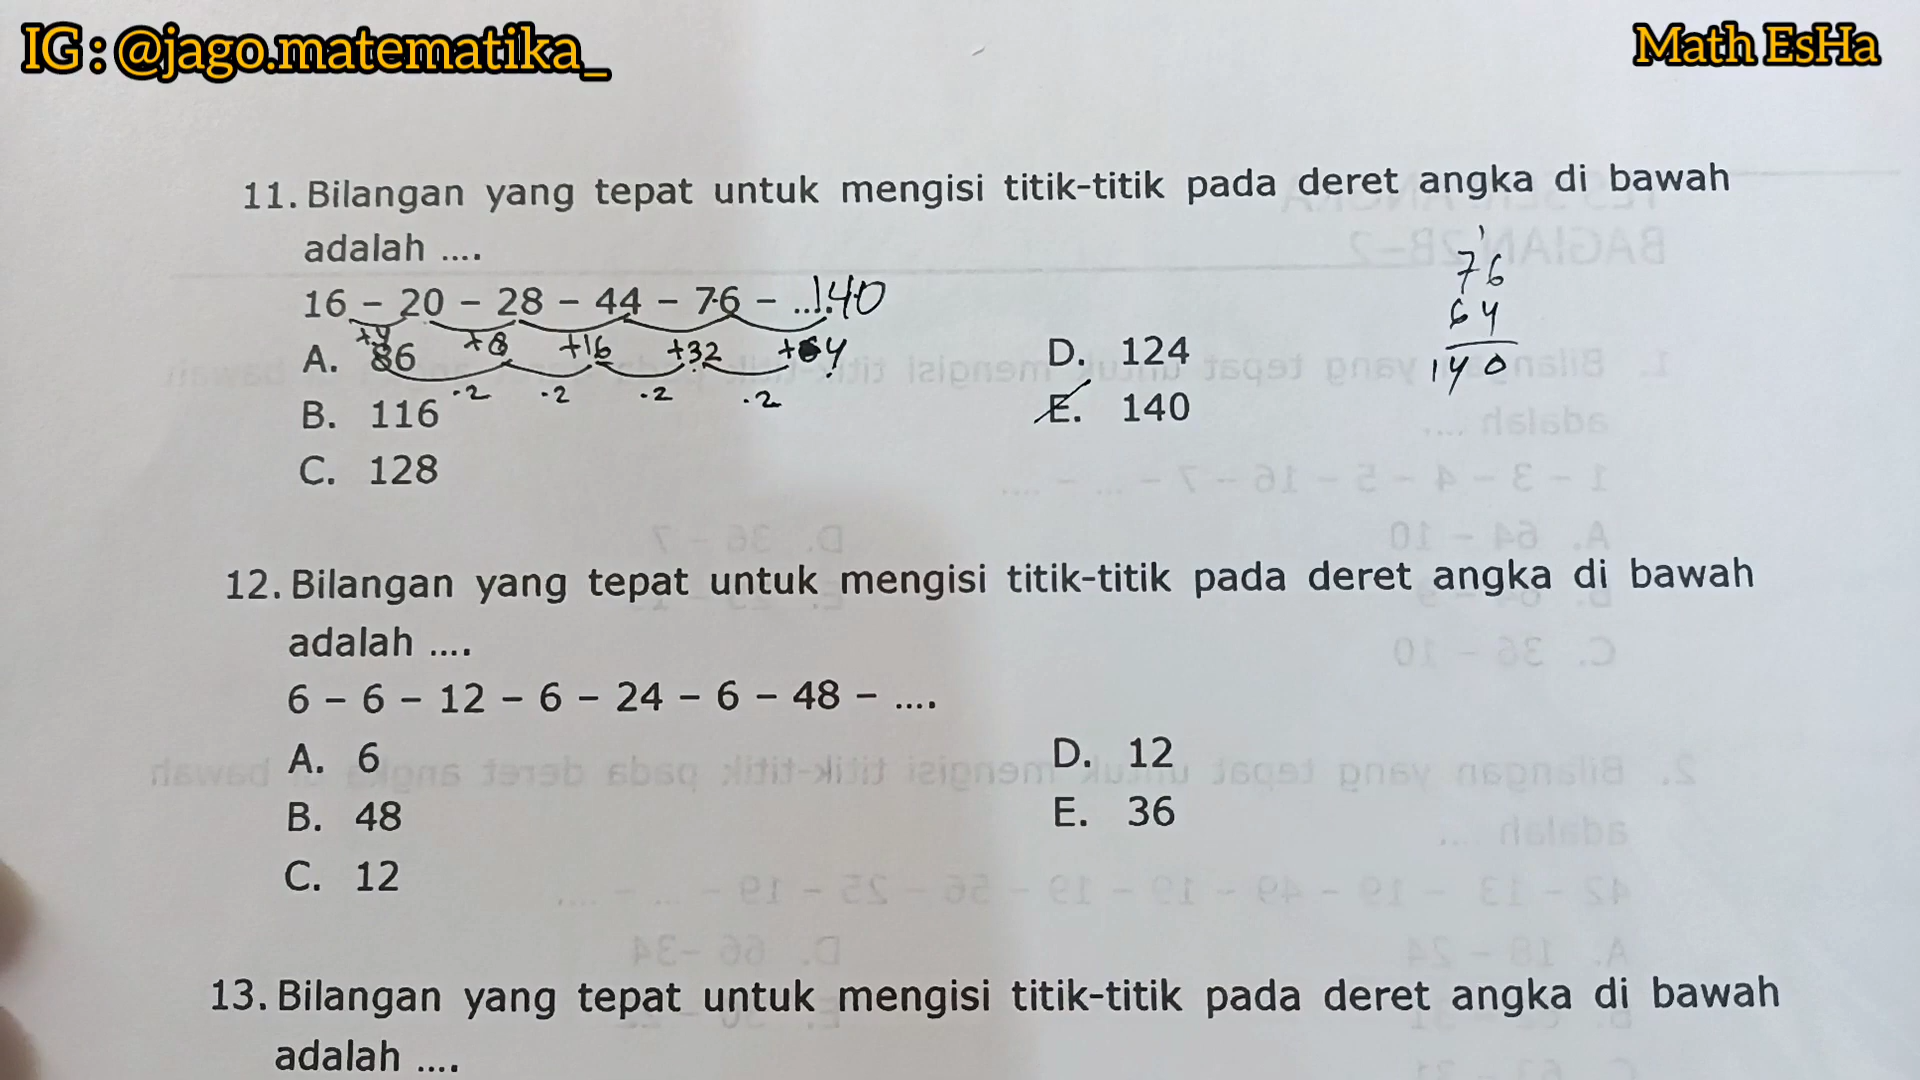 IG : @jago.matematika_
Math EsHa
11. Bilangan yang tepat untuk mengisi titik-titik pada deret angka di bawah
adalah ....
16 – 20 – 28 – 44 – 76 – .... 140
+4 +8 +16 +32 +64
.2 .2 .2 .2
76
64
140
A. 86
B. 116
C. 128
D. 124
E. 140
12. Bilangan yang tepat untuk mengisi titik-titik pada deret angka di bawah
adalah ....
6 – 6 – 12 – 6 – 24 – 6 – 48 – ....
A. 6
B. 48
C. 12
D. 12
E. 36
13. Bilangan yang tepat untuk mengisi titik-titik pada deret angka di bawah
adalah ....